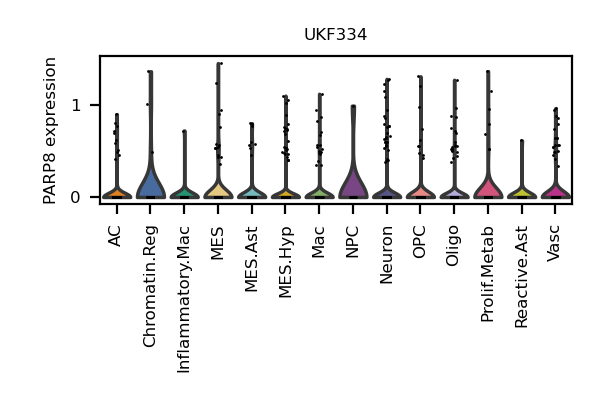 UKF334
PARP8 expression
1
0
AC
Chromatin.Reg
Inflammatory.Mac
MES
MES.Ast
MES.Hyp
Mac
NPC
Neuron
OPC
Oligo
Prolif.Metab
Reactive.Ast
Vasc